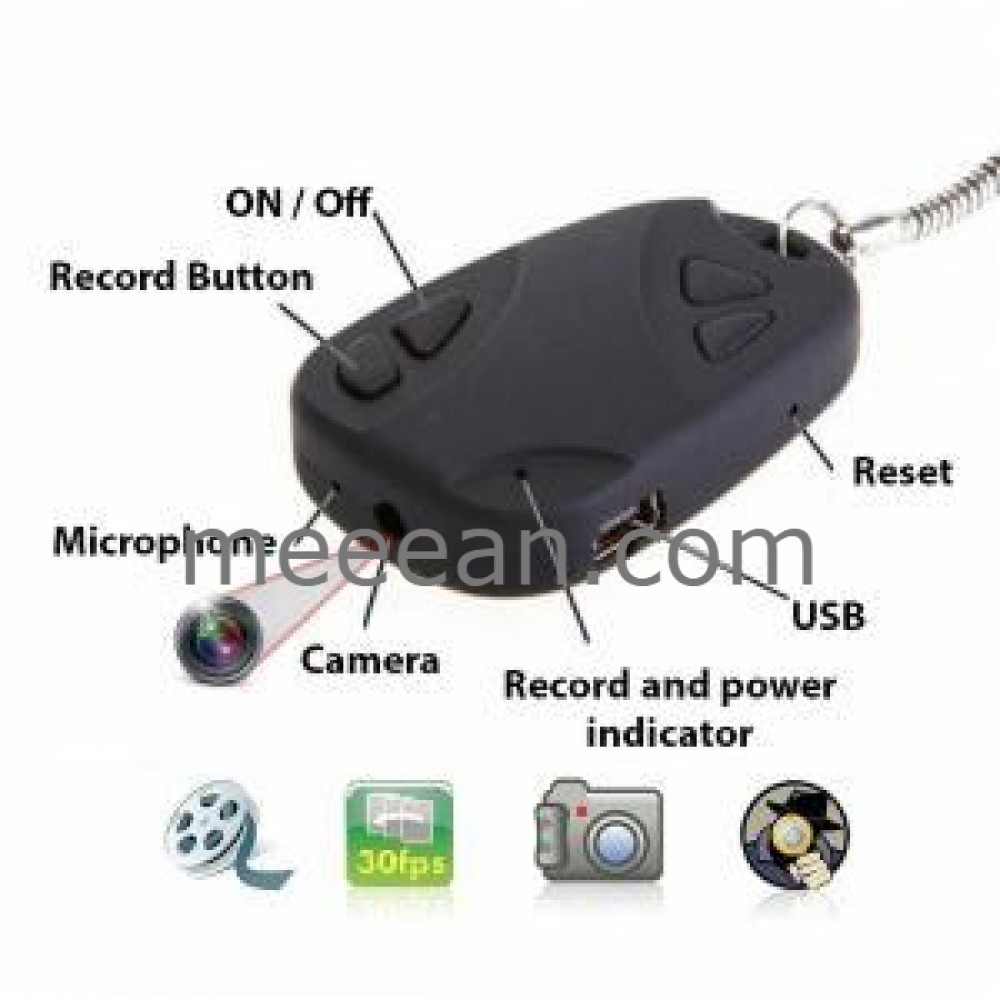 ON / Off
Record Button
Microphone
meeean.com
Reset
USB
Camera
Record and power
indicator
30fps